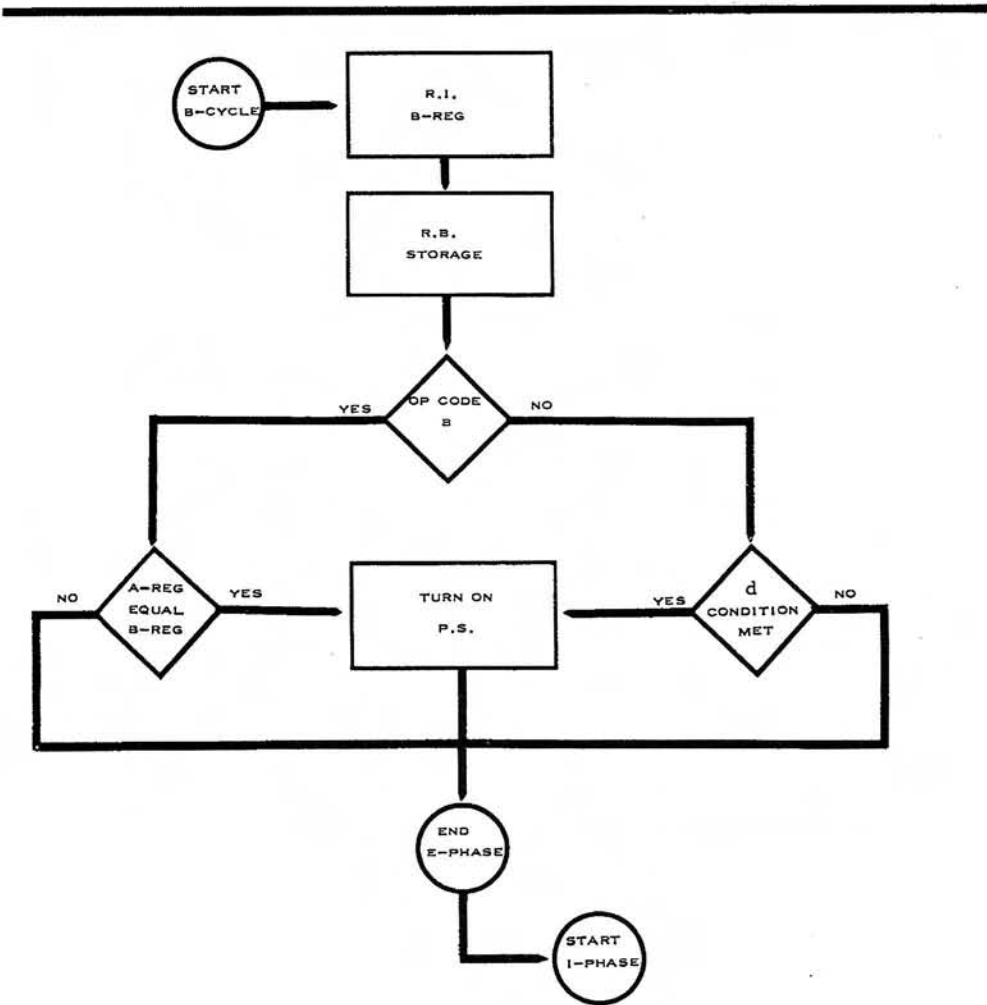 START
B-CYCLE
R.I.
B-REG
R.B.
STORAGE
OP CODE
B
YES
NO
A-REG
EQUAL
B-REG
NO
YES
TURN ON
P.S.
d
CONDITION
MET
YES
NO
END
E-PHASE
START
I-PHASE